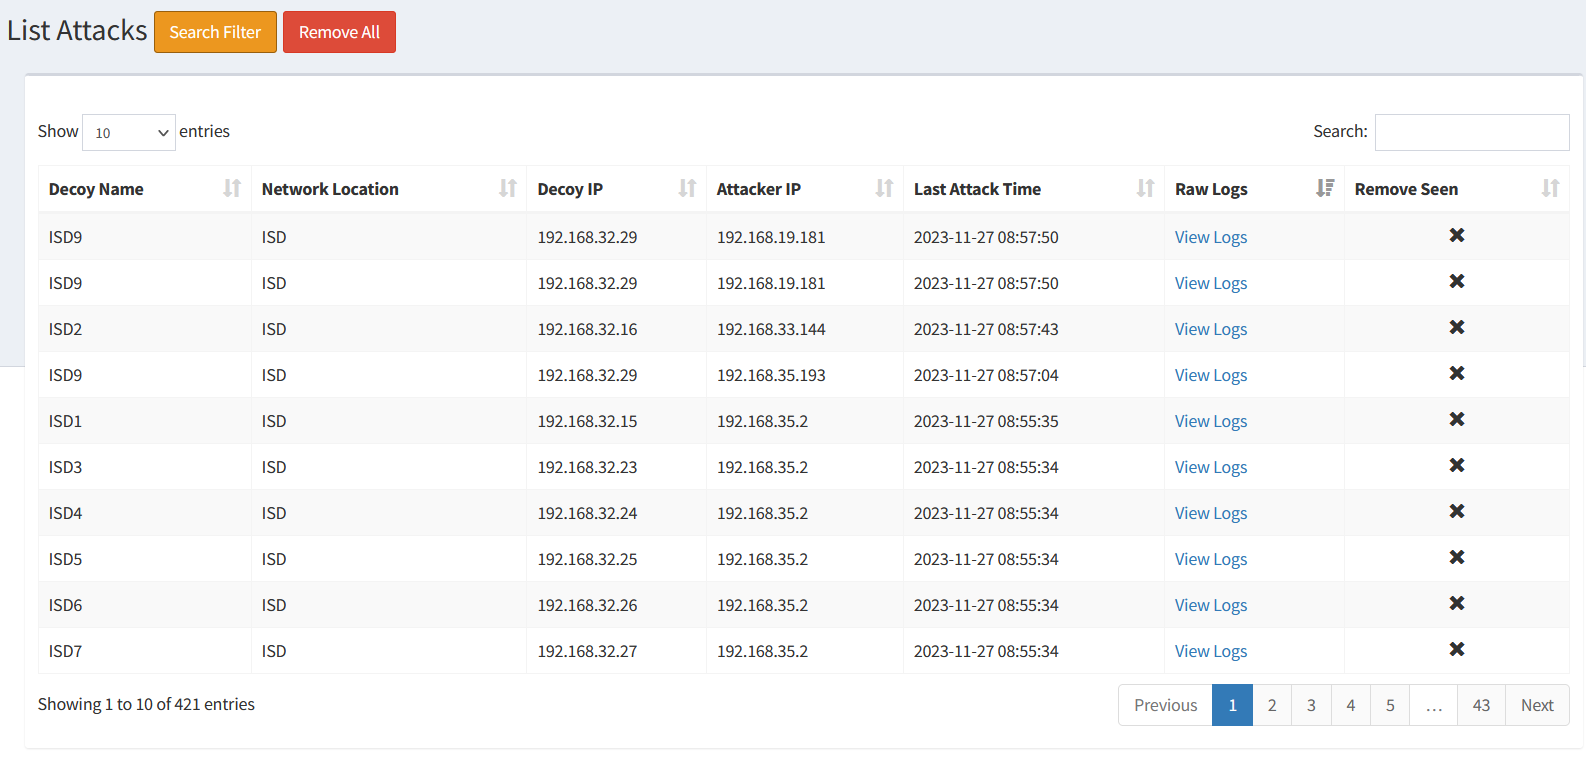 List Attacks Search Filter Remove All
Show 10 entries Search:
Decoy Name Network Location Decoy IP Attacker IP Last Attack Time Raw Logs Remove Seen
ISD9 ISD 192.168.32.29 192.168.19.181 2023-11-27 08:57:50 View Logs
ISD9 ISD 192.168.32.29 192.168.19.181 2023-11-27 08:57:50 View Logs
ISD2 ISD 192.168.32.16 192.168.33.144 2023-11-27 08:57:43 View Logs
ISD9 ISD 192.168.32.29 192.168.35.193 2023-11-27 08:57:04 View Logs
ISD1 ISD 192.168.32.15 192.168.35.2 2023-11-27 08:55:35 View Logs
ISD3 ISD 192.168.32.23 192.168.35.2 2023-11-27 08:55:34 View Logs
ISD4 ISD 192.168.32.24 192.168.35.2 2023-11-27 08:55:34 View Logs
ISD5 ISD 192.168.32.25 192.168.35.2 2023-11-27 08:55:34 View Logs
ISD6 ISD 192.168.32.26 192.168.35.2 2023-11-27 08:55:34 View Logs
ISD7 ISD 192.168.32.27 192.168.35.2 2023-11-27 08:55:34 View Logs
Showing 1 to 10 of 421 entries Previous 1 2 3 4 5 … 43 Next